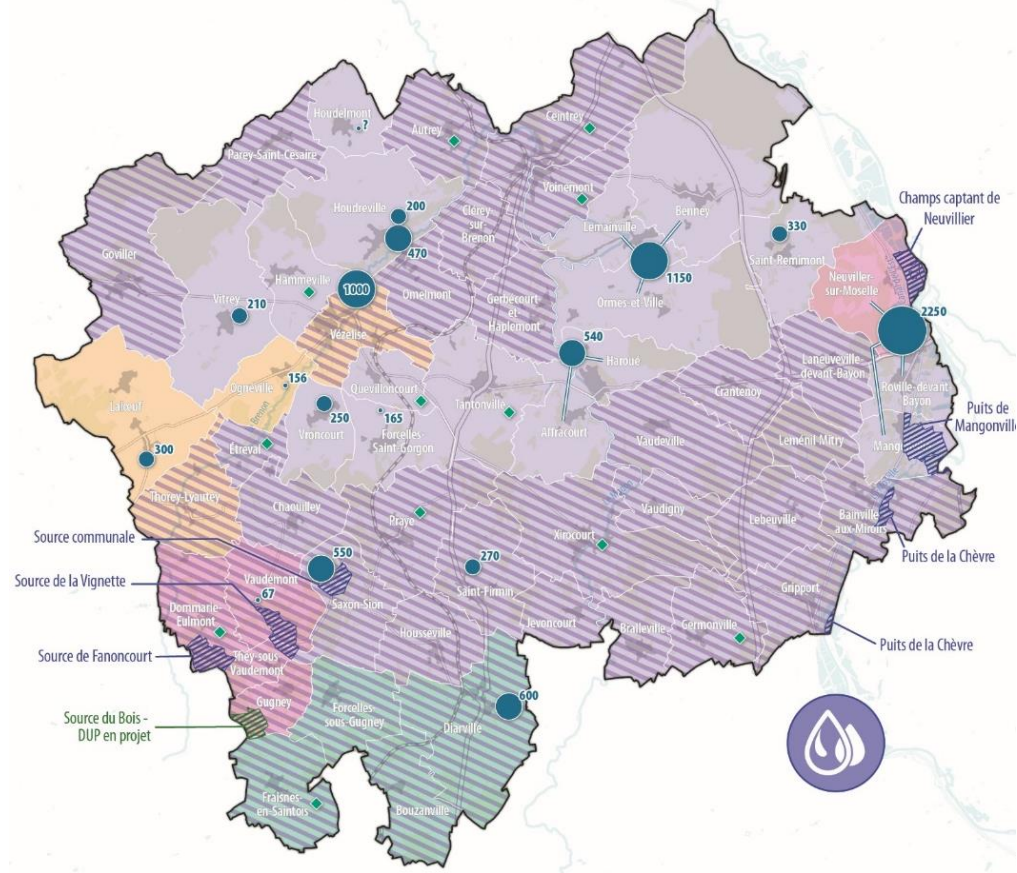 Houdelmont
?
Autrey
Ceintrey
Parey-Saint-Cesaire
Voinemont
Champs captant de
Neuvillier
Houdreville
200
470
Clérey
sur
Brenon
Lemainville
Benney
330
Saint-Remimont
Goviller
Hammeville
1000
Omelmont
1150
Neuviller-
sur-Moselle
Vitrey
210
Gerbécourt-
et-
Haplemont
Ormes-et-Ville
2250
Vézelise
540
Haroué
Laneuveville-
devant-Bayon
Ognéville
156
Quevilloncourt
Crantenoy
Roville-devant-
Bayon
Lalœuf
Brénon
250
165
Tantonville
Puits de
Mangonville
Vroncourt
Forcelles-
Saint-Gorgon
Affracourt
Vaudeville
Leménil-Mitry
Mang
300
Étreval
Thorey-Lyautey
Chaouilley
Praye
Vaudigny
Lebeuville
Bainville
aux-Miroirs
Source communale
Xirocourt
Puits de la Chèvre
550
270
Source de la Vignette
Vaudémont
67
Saxon-Sion
Saint-Firmin
Gripport
Dommarie-
Eulmont
Jevoncourt
Housséville
Bralleville
Germonville
Puits de la Chèvre
Source de Fanoncourt
They-sous-
Vaudemont
Gugney
Forcelles-
sous-Gugney
600
Diarville
Source du Bois -
DUP en projet
Fraisnes-
en-Saintois
Bouzanville